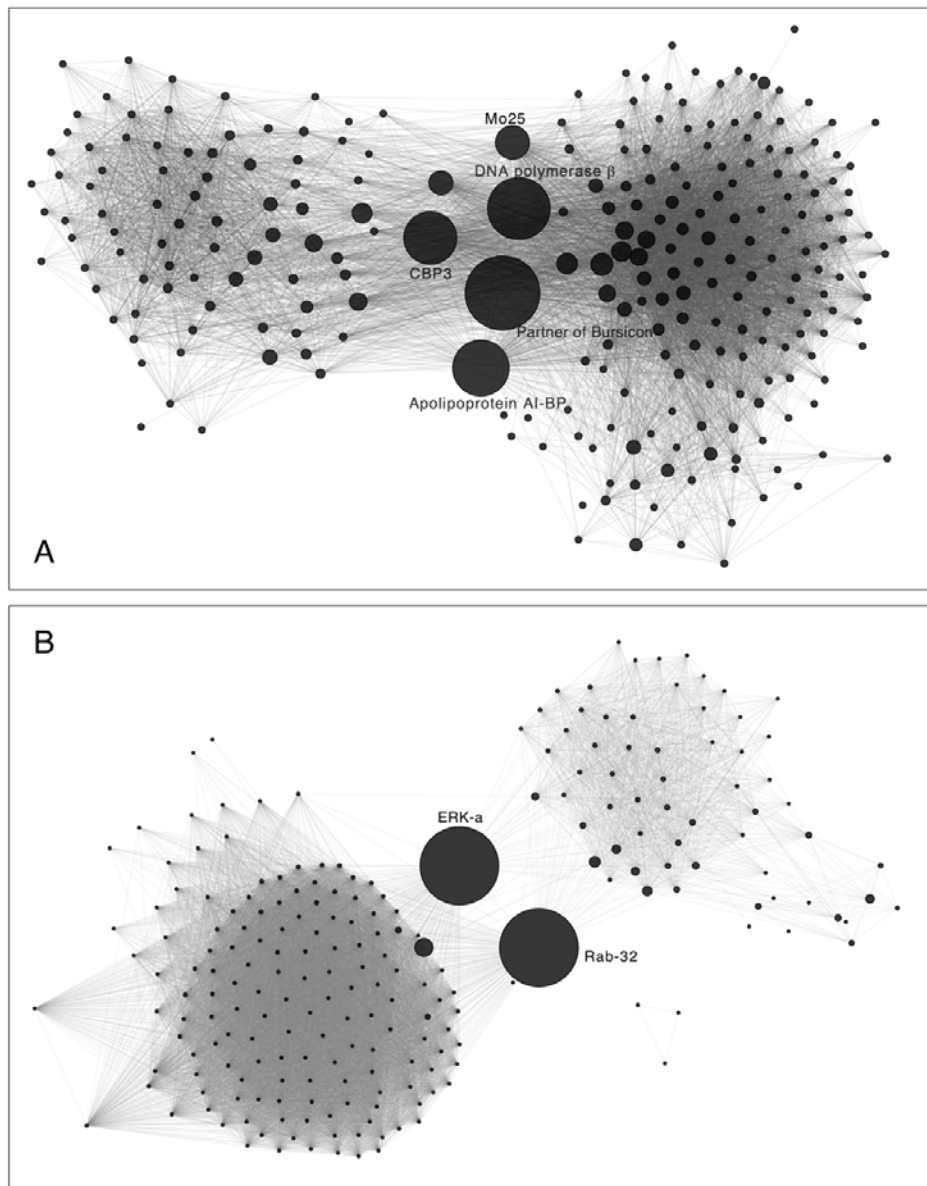 Mo25
DNA polymerase β
CBP3
Partner of Bursicon
Apolipoprotein AI-BP
A
B
ERK-a
Rab-32